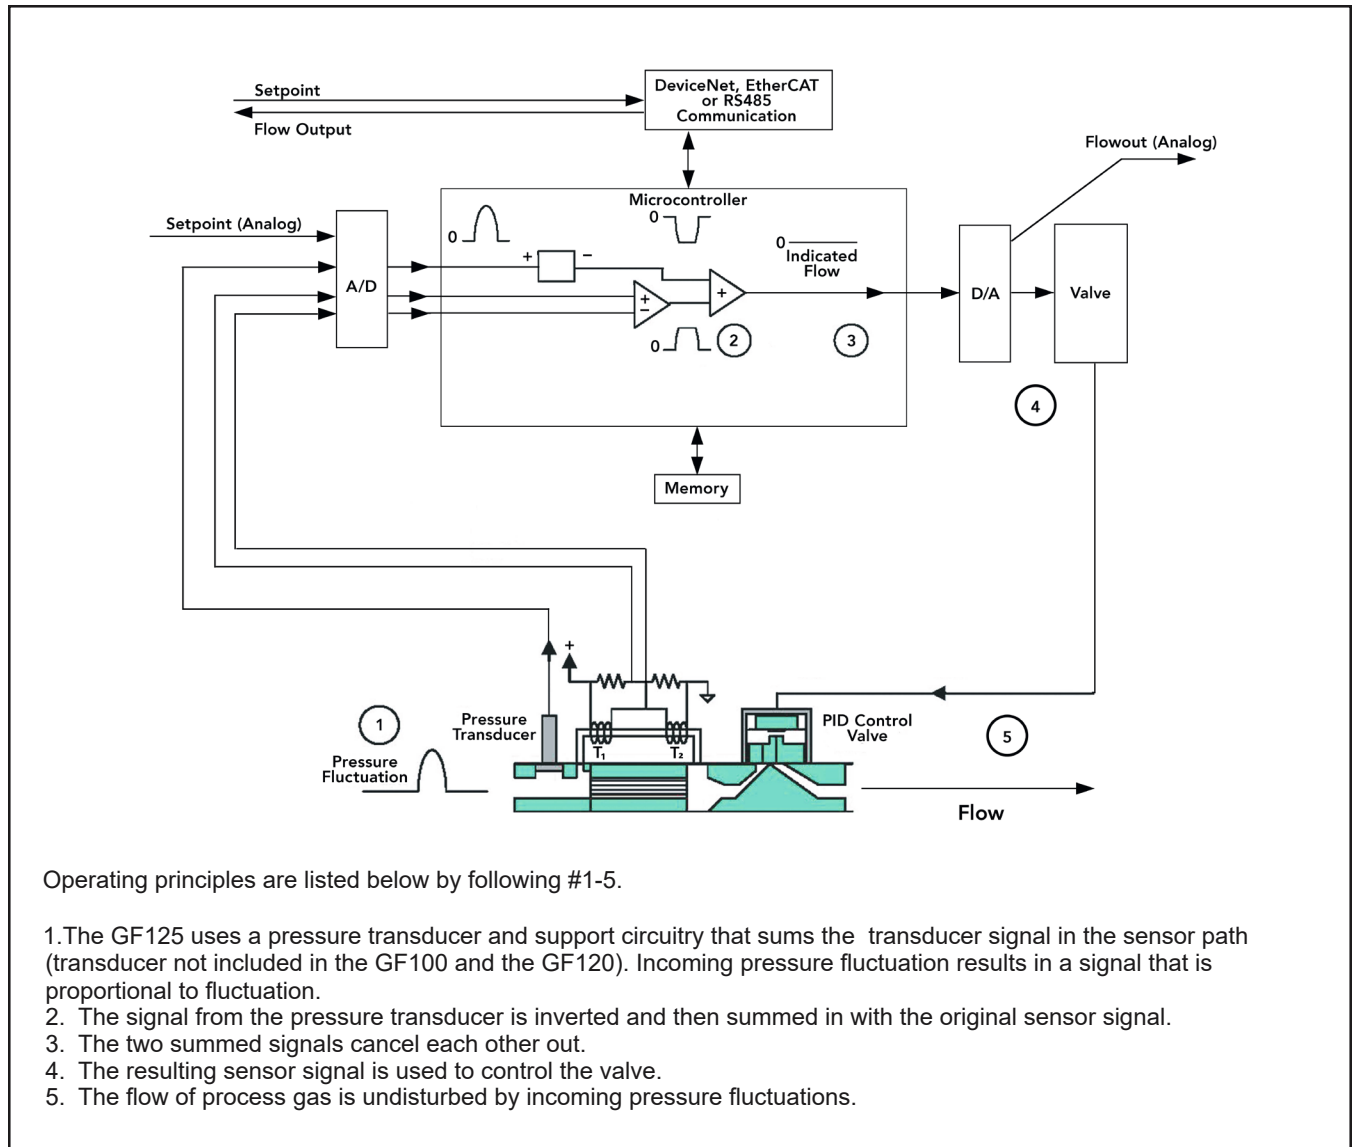 Setpoint
Flow Output
DeviceNet, EtherCAT
or RS485
Communication
Flowout (Analog)
Setpoint (Analog)
A/D
Microcontroller
0
0
+
−
+
−
+
0
Indicated
Flow
0
2
3
D/A
Valve
4
Memory
+
1
Pressure
Transducer
T₁
T₂
PID Control
Valve
5
Pressure
Fluctuation
Flow
Operating principles are listed below by following #1-5.
1.The GF125 uses a pressure transducer and support circuitry that sums the  transducer signal in the sensor path
(transducer not included in the GF100 and the GF120). Incoming pressure fluctuation results in a signal that is
proportional to fluctuation.
2.  The signal from the pressure transducer is inverted and then summed in with the original sensor signal.
3.  The two summed signals cancel each other out.
4.  The resulting sensor signal is used to control the valve.
5.  The flow of process gas is undisturbed by incoming pressure fluctuations.